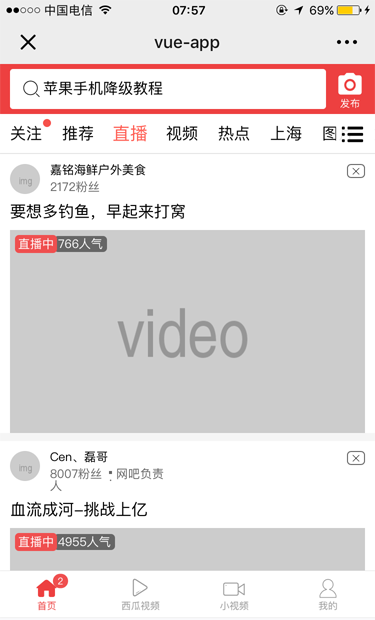 中国电信 07:57 69%
vue-app
苹果手机降级教程
发布
关注 推荐 直播 视频 热点 上海 图
img
嘉铭海鲜户外美食
2172粉丝
要想多钓鱼，早起来打窝
直播中 766人气
video
img
Cen、磊哥
8007粉丝 : 网吧负责
人
血流成河-挑战上亿
直播中 4955人气
2
首页 西瓜视频 小视频 我的